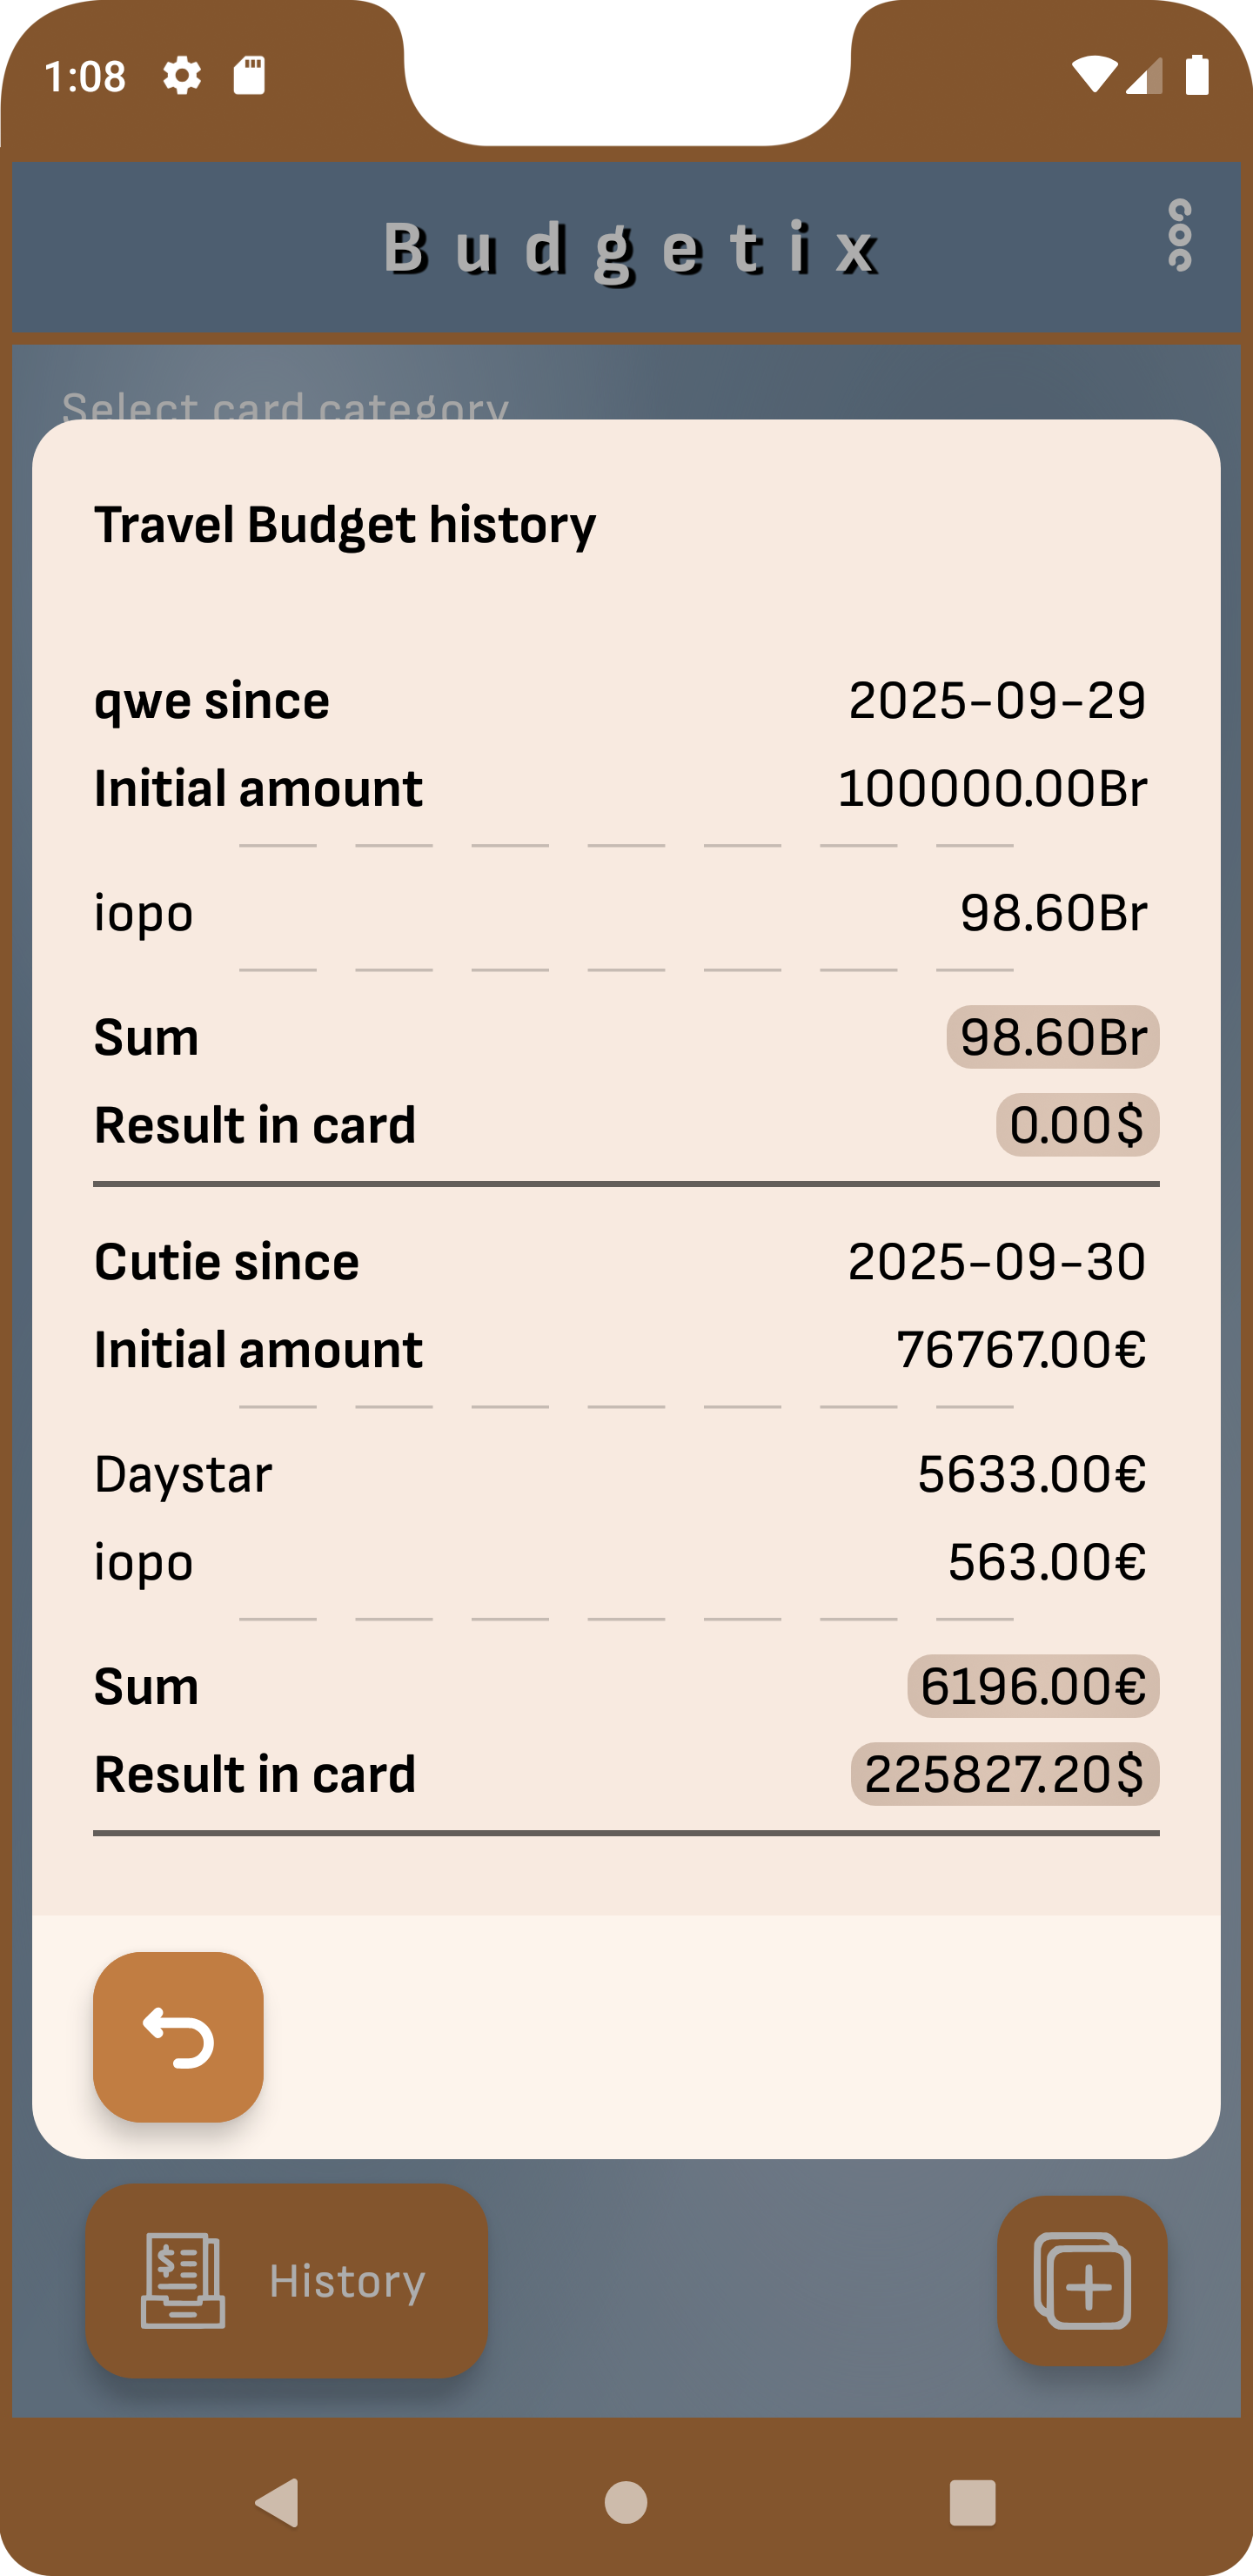 1:08
Budgetix
Select card category
Travel Budget history
qwe since 2025-09-29
Initial amount 100000.00Br
iopo 98.60Br
Sum 98.60Br
Result in card 0.00$
Cutie since 2025-09-30
Initial amount 76767.00€
Daystar 5633.00€
iopo 563.00€
Sum 6196.00€
Result in card 225827.20$
History